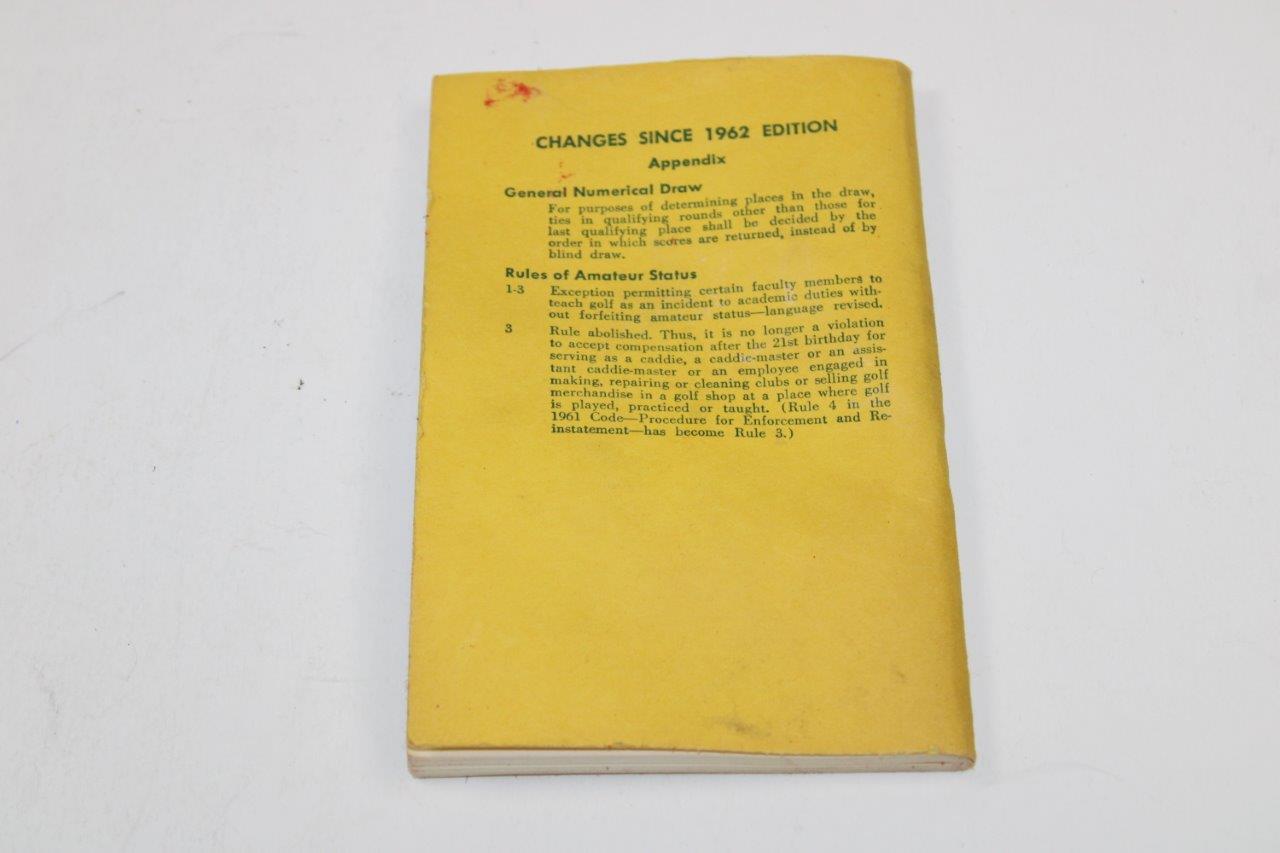 CHANGES SINCE 1962 EDITION
Appendix
General Numerical Draw
For purposes of determining places in the draw,
ties in qualifying rounds other than those for
last qualifying place shall be decided by the
order in which scores are returned, instead of by
blind draw.
Rules of Amateur Status
1-3 Exception permitting certain faculty members to
teach golf as an incident to academic duties with-
out forfeiting amateur status—language revised.
3 Rule abolished. Thus, it is no longer a violation
to accept compensation after the 21st birthday for
serving as a caddie, a caddie-master or an assis-
tant caddie-master or an employee engaged in
making, repairing or cleaning clubs or selling golf
merchandise in a golf shop at a place where golf
is played, practiced or taught. (Rule 4 in the
1961 Code—Procedure for Enforcement and Re-
instatement—has become Rule 3.)